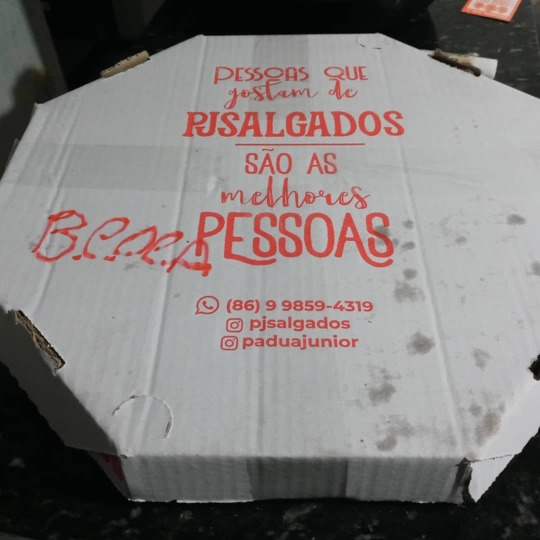 PESSOAS QUE
gostam de
PJSALGADOS
SÃO AS
melhores
PESSOAS
(86) 9 9859-4319
pjsalgados
paduajunior